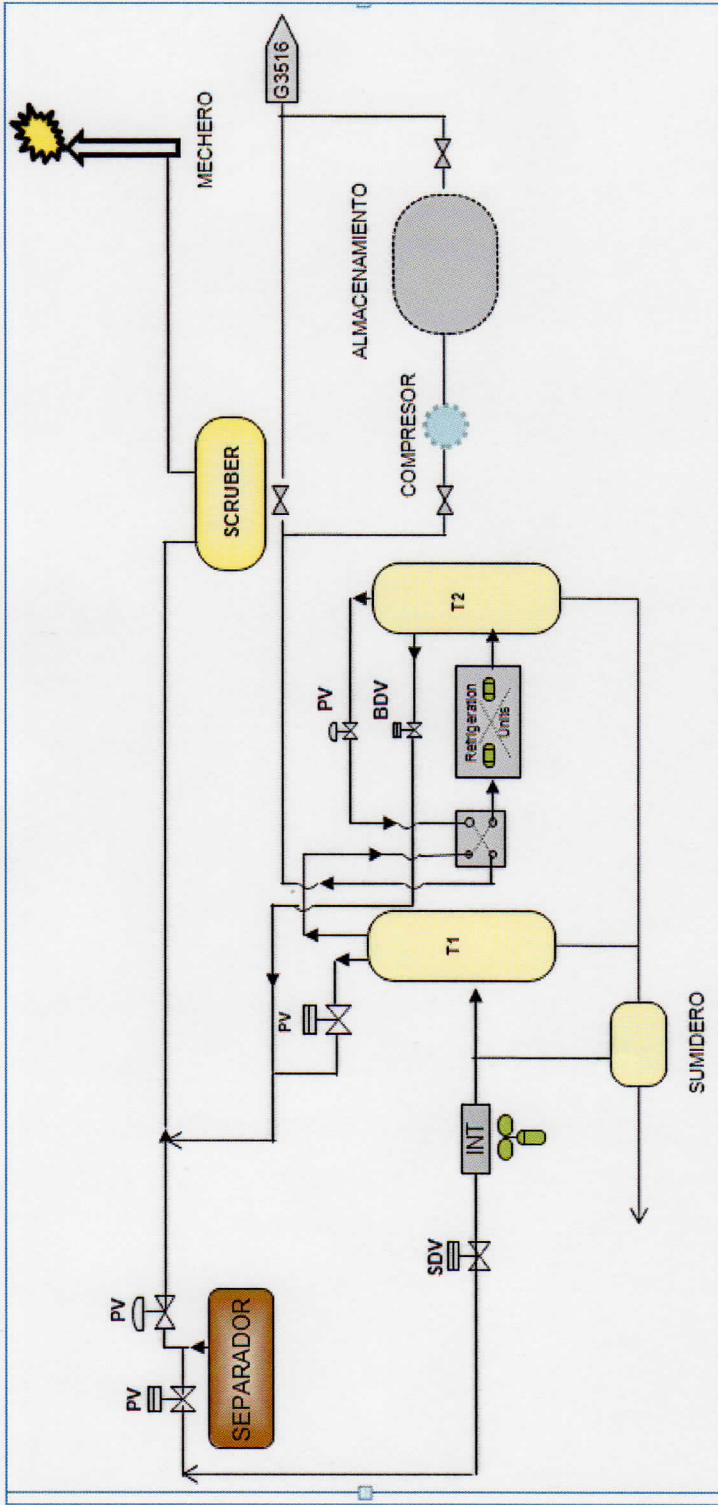 MECHERO
G3516
SCRUBER
ALMACENAMIENTO
COMPRESOR
PV
BDV
T2
Refrigeration
Units
T1
PV
PV
PV
SEPARADOR
SDV
INT
SUMIDERO